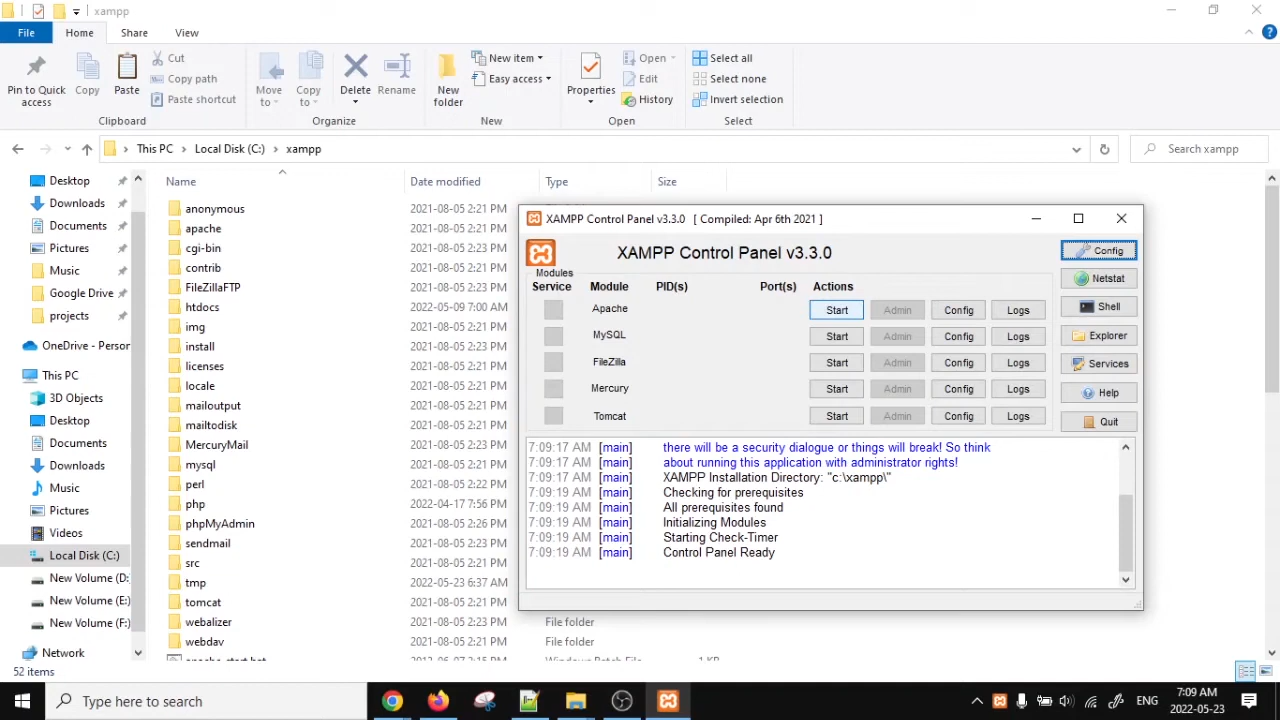 xampp
File Home Share View
Pin to Quick access
Copy
Paste
Cut
Copy path
Paste shortcut
Clipboard
Move to
Copy to
Delete
Rename
Organize
New folder
New item
Easy access
New
Properties
Open
Edit
History
Open
Select all
Select none
Invert selection
Select
This PC > Local Disk (C:) > xampp
Search xampp
Desktop
Downloads
Documents
Pictures
Music
Google Drive
projects
OneDrive - Person
This PC
3D Objects
Desktop
Documents
Downloads
Music
Pictures
Videos
Local Disk (C:)
New Volume (D:
New Volume (E:)
New Volume (F:)
Network
Name Date modified Type Size
anonymous 2021-08-05 2:21 PM
apache 2021-08-05 2:21 PM
cgi-bin 2021-08-05 2:23 PM
contrib 2021-08-05 2:21 PM
FileZillaFTP 2021-08-05 2:23 PM
htdocs 2022-05-09 7:00 AM
img 2021-08-05 2:21 PM
install 2021-08-05 2:21 PM
licenses 2021-08-05 2:21 PM
locale 2021-08-05 2:21 PM
mailoutput 2021-08-05 2:21 PM
mailtodisk 2021-08-05 2:21 PM
MercuryMail 2021-08-05 2:23 PM
mysql 2021-08-05 2:21 PM
perl 2021-08-05 2:22 PM
php 2022-04-17 7:56 PM
phpMyAdmin 2021-08-05 2:26 PM
sendmail 2021-08-05 2:23 PM
src 2021-08-05 2:21 PM
tmp 2022-05-23 6:37 AM
tomcat 2021-08-05 2:21 PM
webalizer 2021-08-05 2:23 PM File folder
webdav 2021-08-05 2:21 PM File folder
apache_start.bat 2013-06-07 2:15 PM Windows Batch File 1 KB
52 items
XAMPP Control Panel v3.3.0 [ Compiled: Apr 6th 2021 ]
XAMPP Control Panel v3.3.0
Modules
Service Module PID(s) Port(s) Actions
Apache Start Admin Config Logs
MySQL Start Admin Config Logs
FileZilla Start Admin Config Logs
Mercury Start Admin Config Logs
Tomcat Start Admin Config Logs
Config
Netstat
Shell
Explorer
Services
Help
Quit
7:09:17 AM [main] there will be a security dialogue or things will break! So think
7:09:17 AM [main] about running this application with administrator rights!
7:09:17 AM [main] XAMPP Installation Directory: "c:\xampp\"
7:09:19 AM [main] Checking for prerequisites
7:09:19 AM [main] All prerequisites found
7:09:19 AM [main] Initializing Modules
7:09:19 AM [main] Starting Check-Timer
7:09:19 AM [main] Control Panel Ready
Type here to search
ENG
7:09 AM
2022-05-23